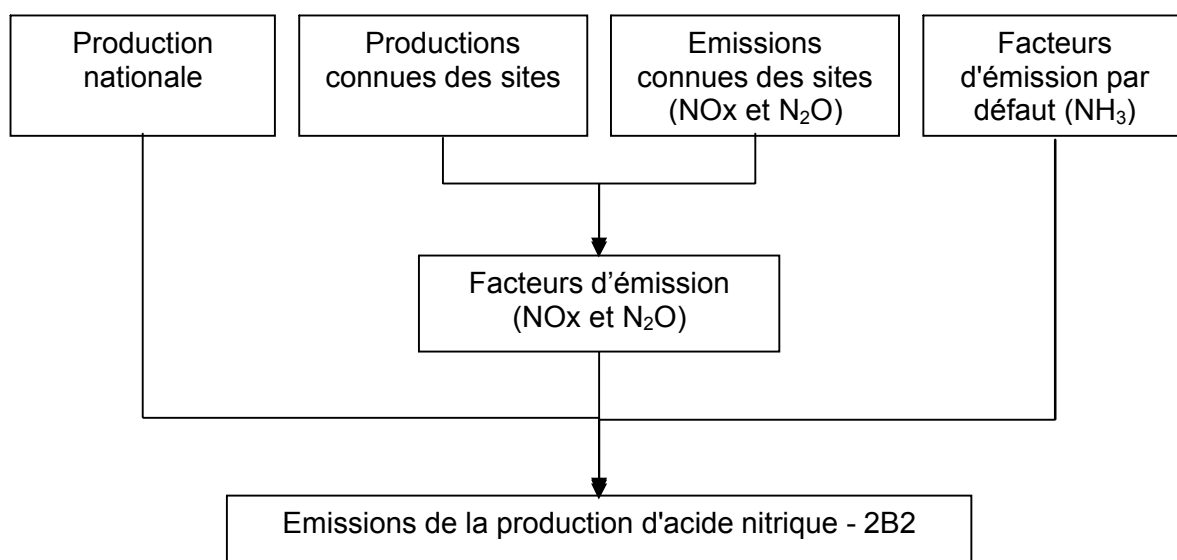 Production
nationale
Productions
connues des sites
Emissions
connues des sites
(NOx et N₂O)
Facteurs
d'émission par
défaut (NH₃)
Facteurs d’émission
(NOx et N₂O)
Emissions de la production d'acide nitrique - 2B2